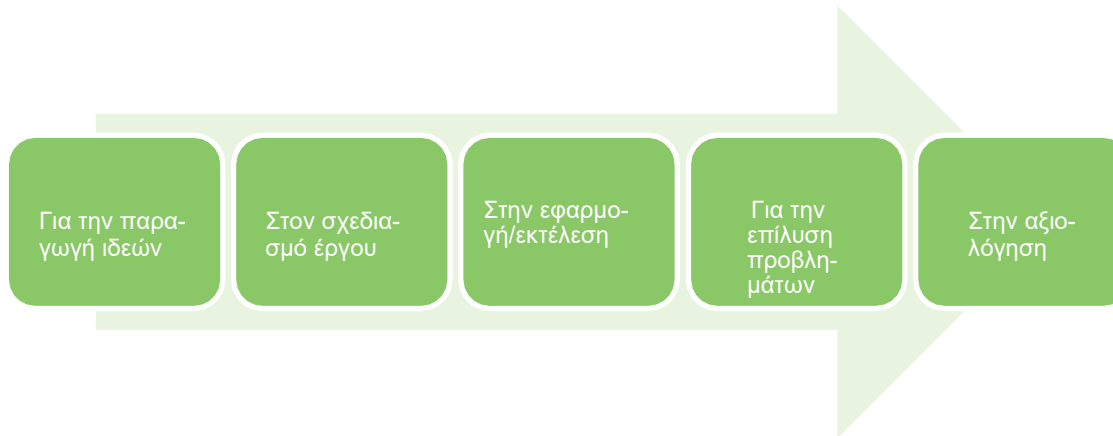 Για την παρα-
γωγή ιδεών
Στον σχεδια-
σμό έργου
Στην εφαρμο-
γή/εκτέλεση
Για την
επίλυση
προβλη-
μάτων
Στην αξιο-
λόγηση